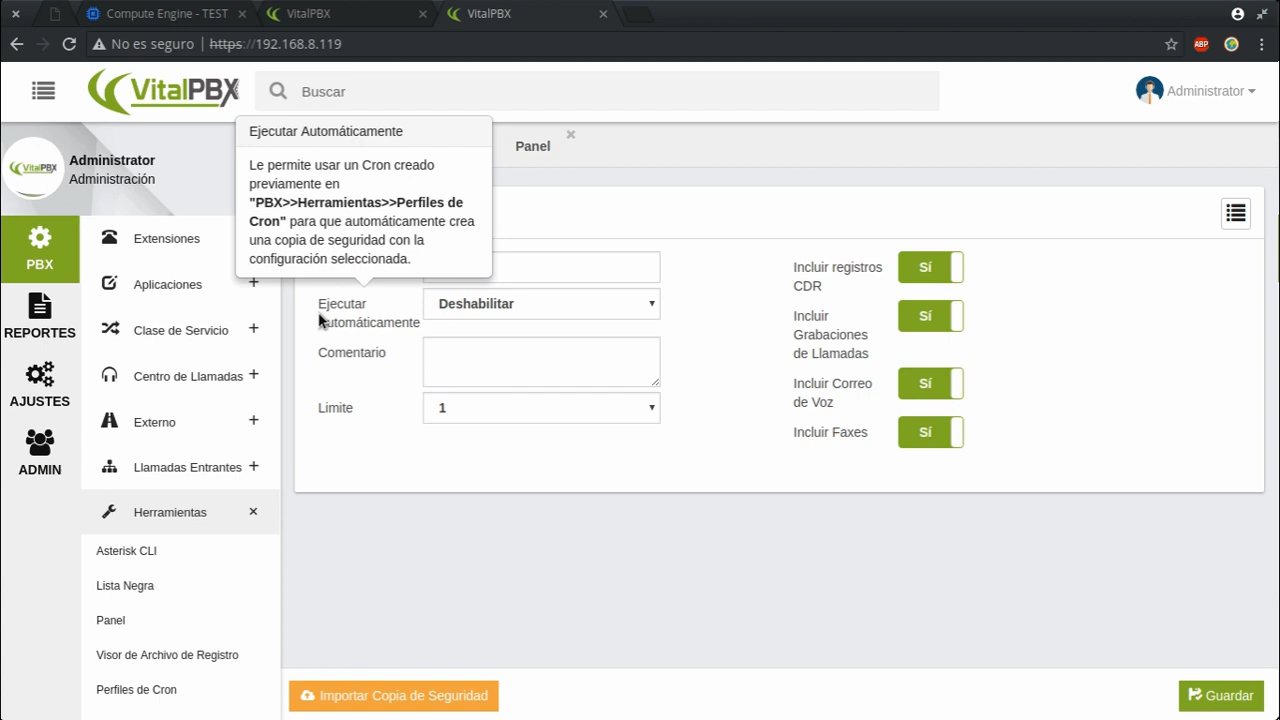 Compute Engine - TEST
VitalPBX
VitalPBX
No es seguro
https://192.168.8.119
ABP
VitalPBX
Buscar
Administrator
VitalPBX
Administrator
Administración
Panel
Ejecutar Automáticamente
Le permite usar un Cron creado
previamente en
"PBX>>Herramientas>>Perfiles de
Cron" para que automáticamente crea
una copia de seguridad con la
configuración seleccionada.
PBX
REPORTES
AJUSTES
ADMIN
Extensiones
Aplicaciones
Clase de Servicio
Centro de Llamadas
Externo
Llamadas Entrantes
Herramientas
Asterisk CLI
Lista Negra
Panel
Visor de Archivo de Registro
Perfiles de Cron
Ejecutar
Automáticamente
Deshabilitar
Comentario
Limite
1
Incluir registros
CDR
Sí
Incluir
Grabaciones
de Llamadas
Sí
Incluir Correo
de Voz
Sí
Incluir Faxes
Sí
Importar Copia de Seguridad
Guardar